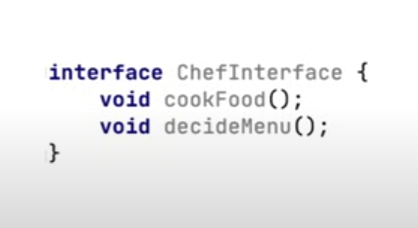 interface ChefInterface {
    void cookFood();
    void decideMenu();
}